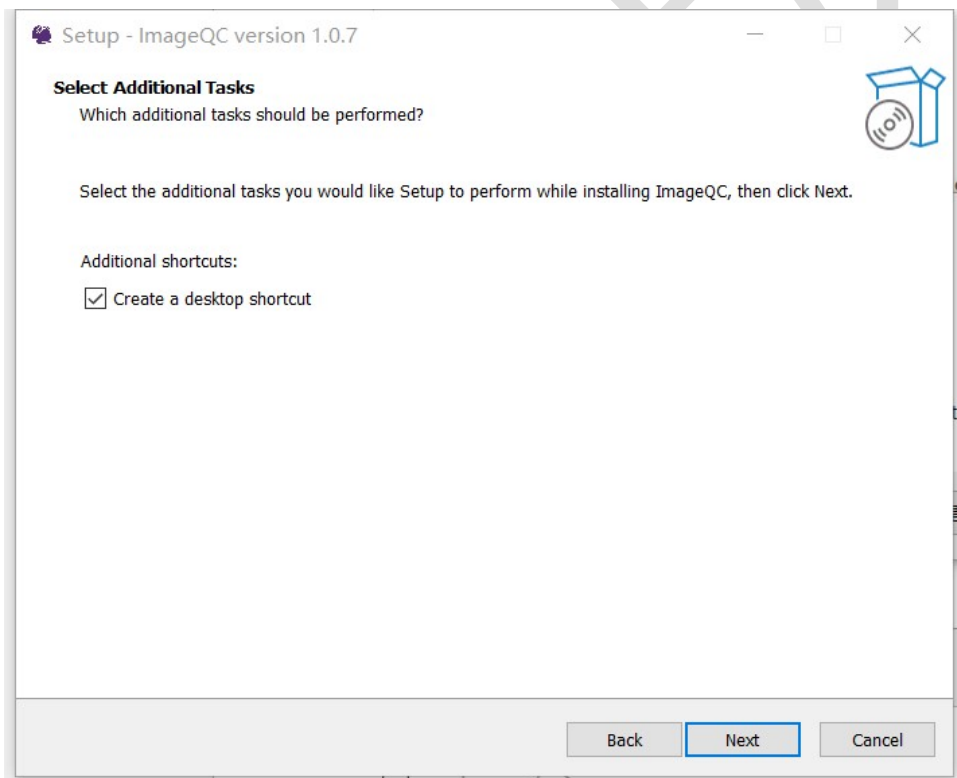 Setup - ImageQC version 1.0.7
Select Additional Tasks
Which additional tasks should be performed?
Select the additional tasks you would like Setup to perform while installing ImageQC, then click Next.
Additional shortcuts:
Create a desktop shortcut
Back Next Cancel